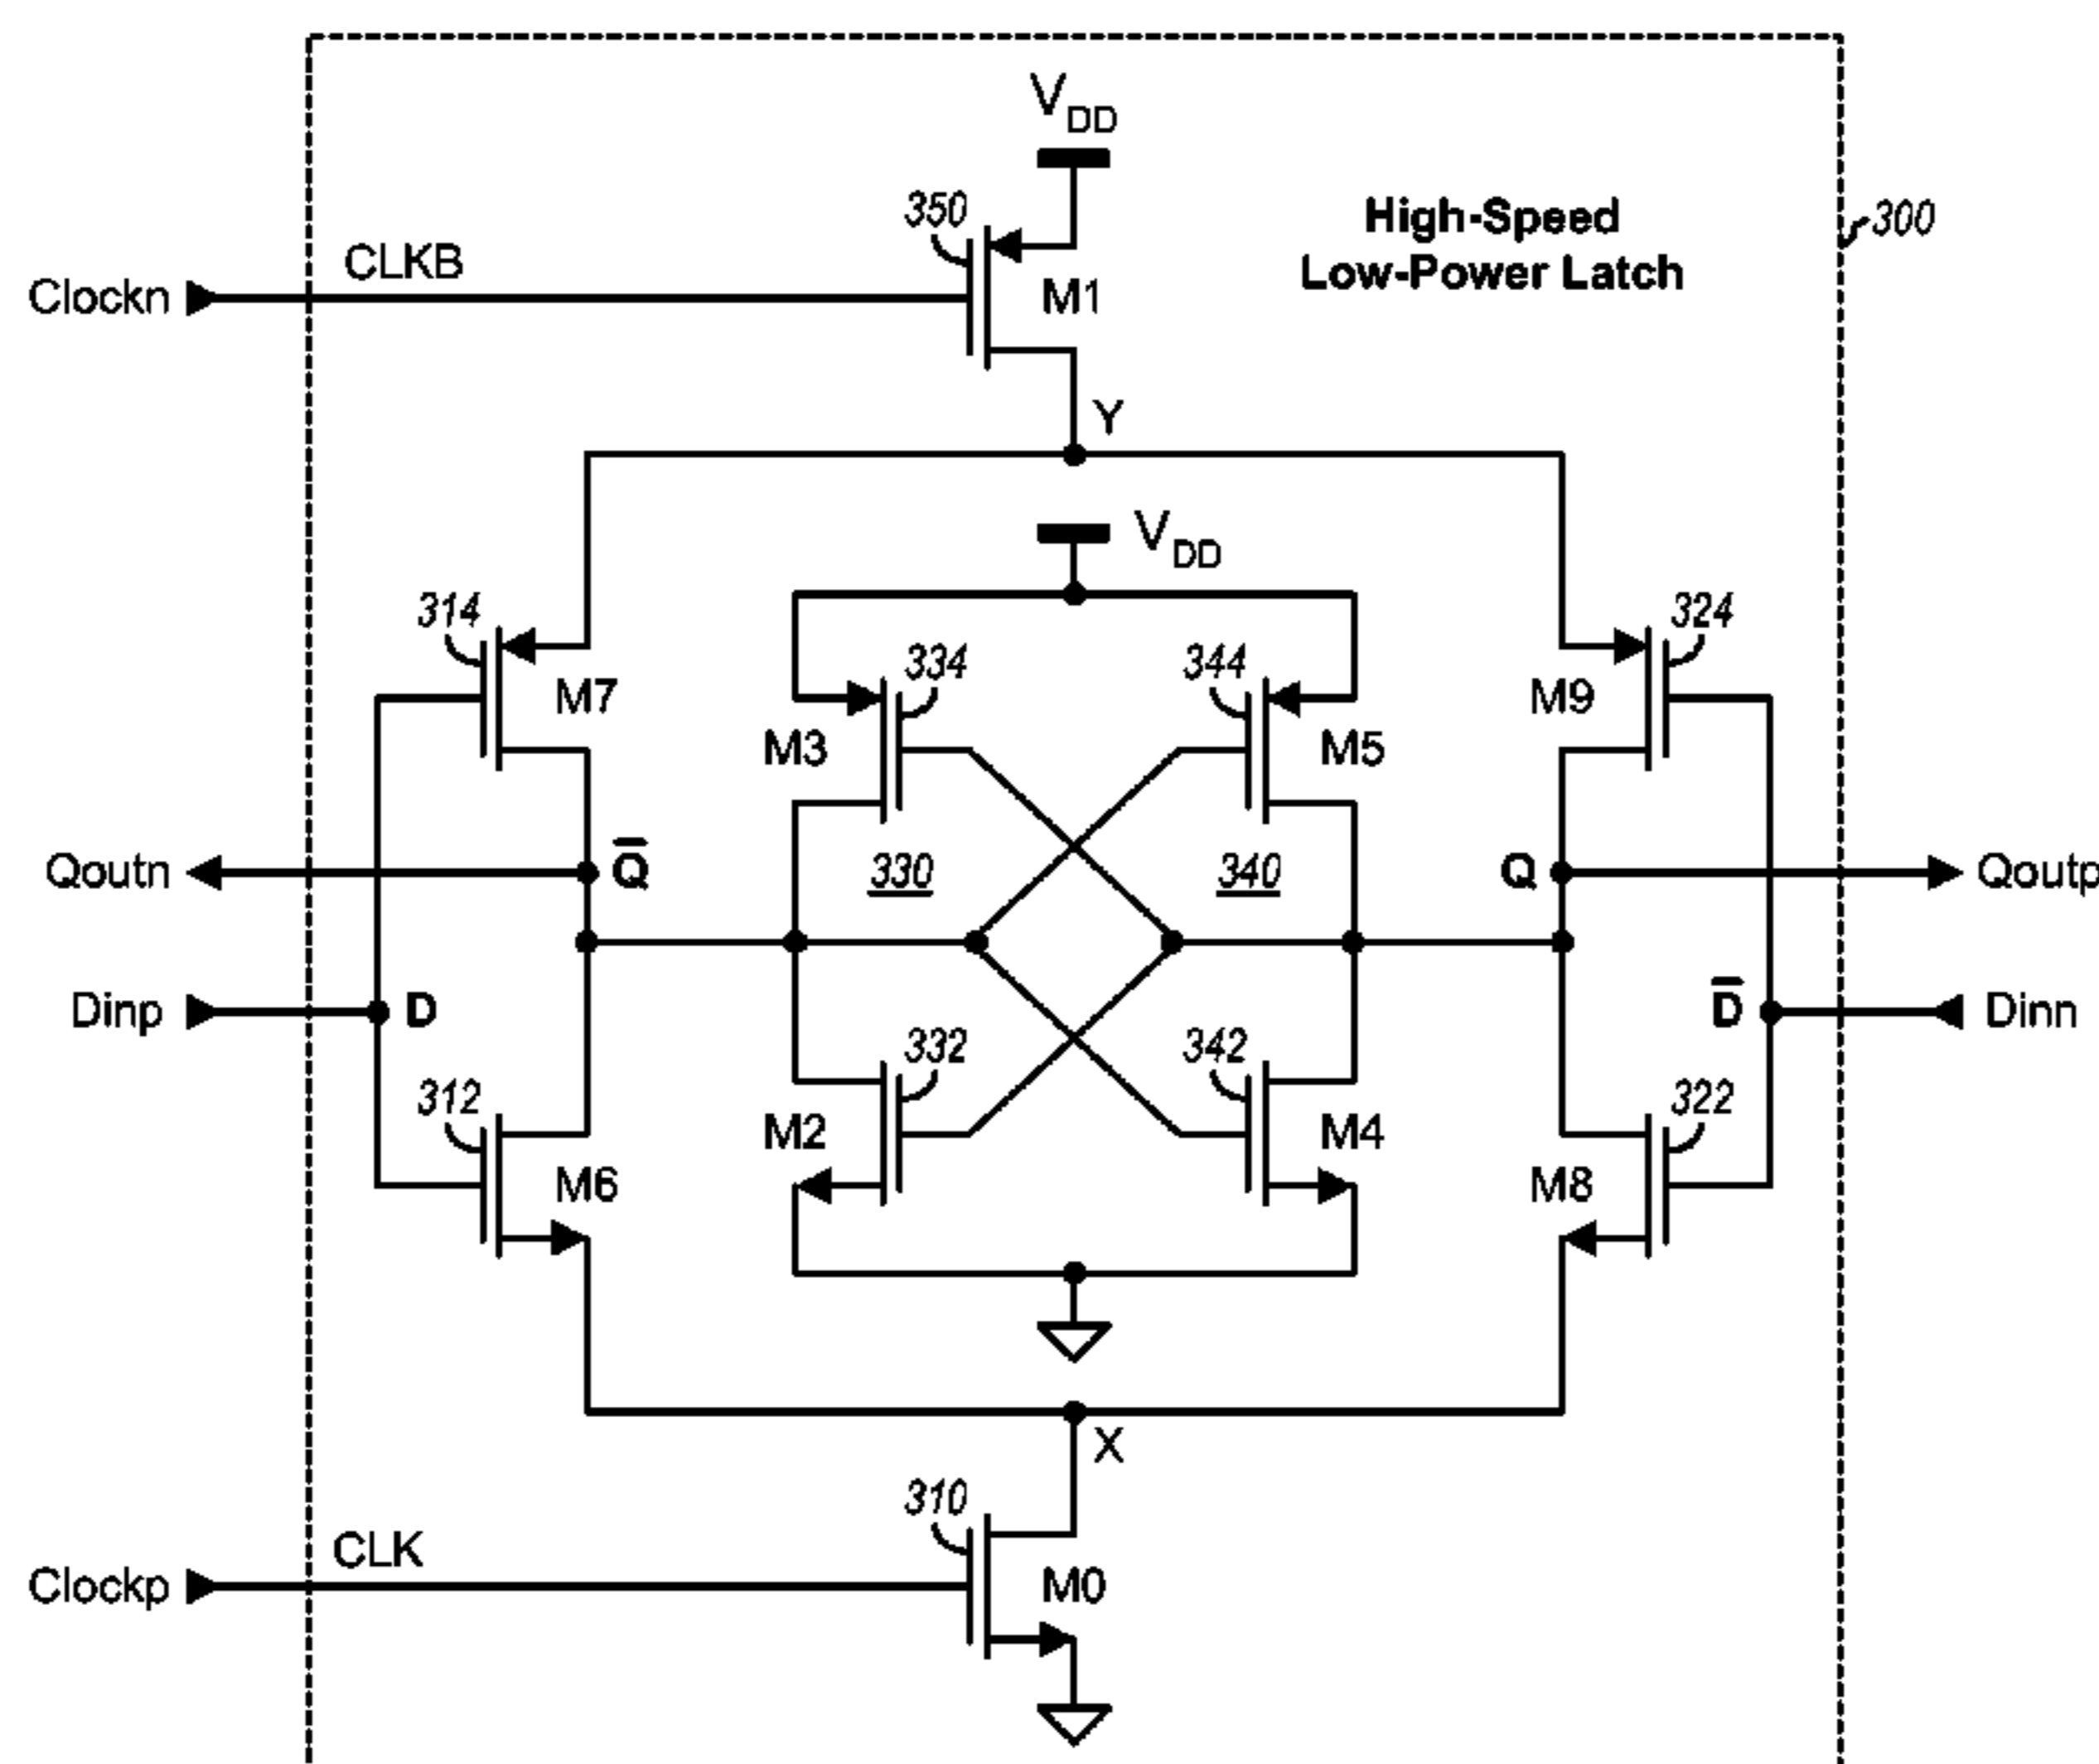 VDD
350
High-Speed
Low-Power Latch
300
CLKB
Clockn
M1
Y
VDD
314
334
344
324
M7
M3
M5
M9
Qoutn
Q̅
330
340
Q
Qoutp
Dinp
D
D̅
Dinn
312
332
342
322
M6
M2
M4
M8
X
310
CLK
Clockp
M0